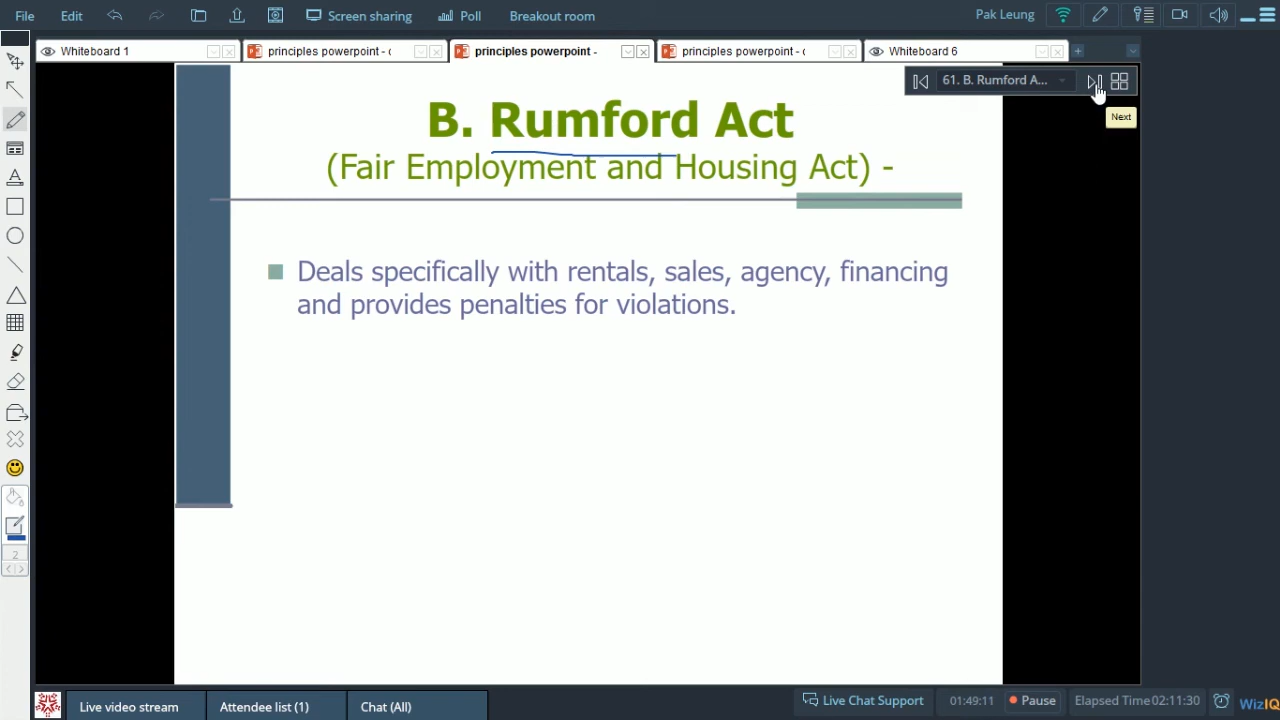 File Edit Screen sharing Poll Breakout room Pak Leung
Whiteboard 1 principles powerpoint - ( principles powerpoint - principles powerpoint - ( Whiteboard 6
61. B. Rumford A...
Next
B. Rumford Act
(Fair Employment and Housing Act) -
Deals specifically with rentals, sales, agency, financing
and provides penalties for violations.
2
Live video stream Attendee list (1) Chat (All) Live Chat Support 01:49:11 Pause Elapsed Time 02:11:30 WizIQ